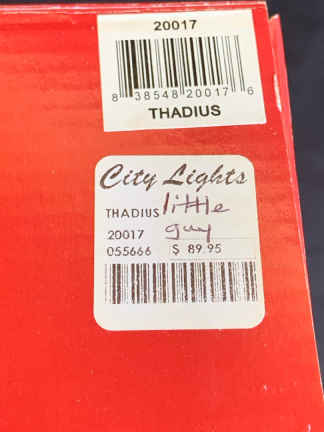 20017
8 38548 20017 6
THADIUS
City Lights
THADIUS little
20017 guy
055666 $ 89.95